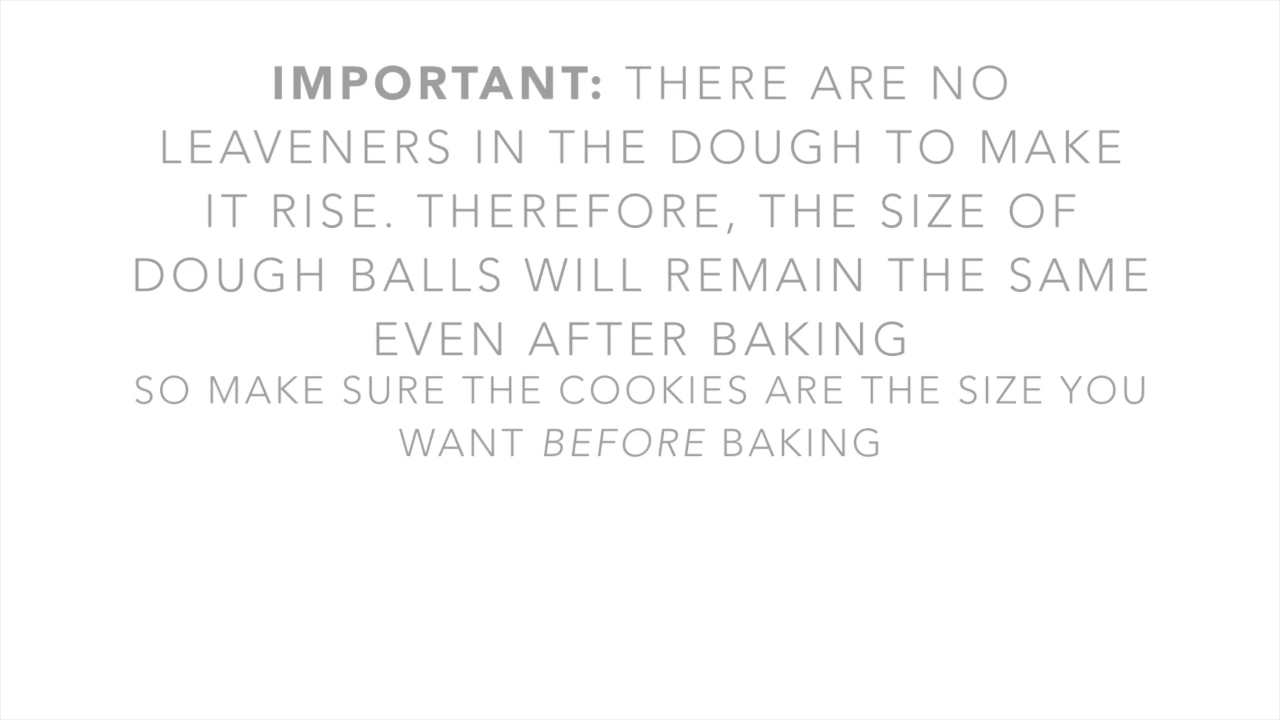 IMPORTANT: THERE ARE NO
LEAVENERS IN THE DOUGH TO MAKE
IT RISE. THEREFORE, THE SIZE OF
DOUGH BALLS WILL REMAIN THE SAME
EVEN AFTER BAKING
SO MAKE SURE THE COOKIES ARE THE SIZE YOU
WANT BEFORE BAKING